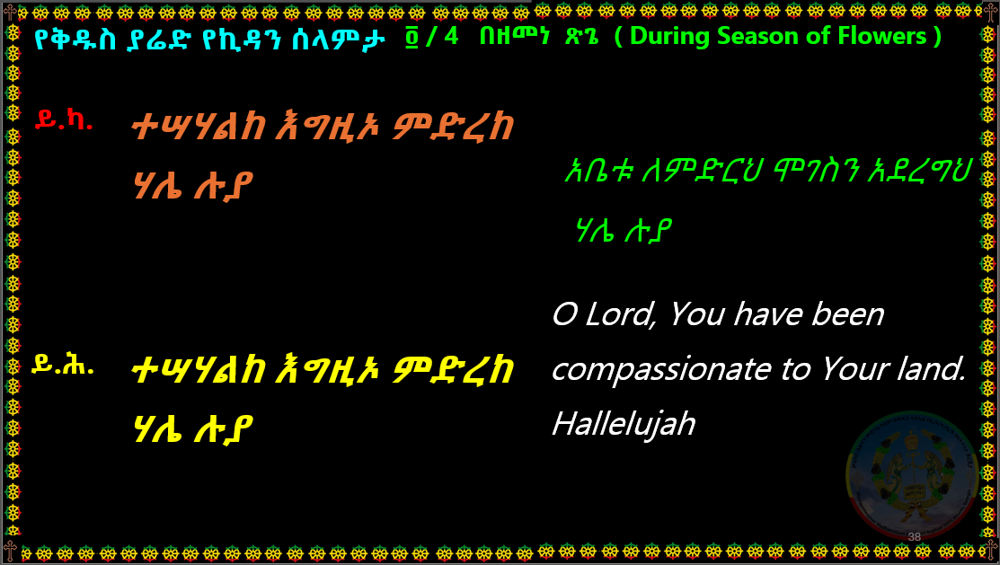 የቅዱስ ያሬድ የኪዳን ሰላምታ ፬ / 4 በዘመነ ጽጌ ( During Season of Flowers )
ይ.ካ. ተሣሃልከ እግዚኦ ምድረከ
ሃሌ ሉያ
አቤቱ ለምድርህ ሞገስን አደረግህ
ሃሌ ሉያ
ይ.ሕ. ተሣሃልከ እግዚኦ ምድረከ
ሃሌ ሉያ
O Lord, You have been
compassionate to Your land.
Hallelujah
38